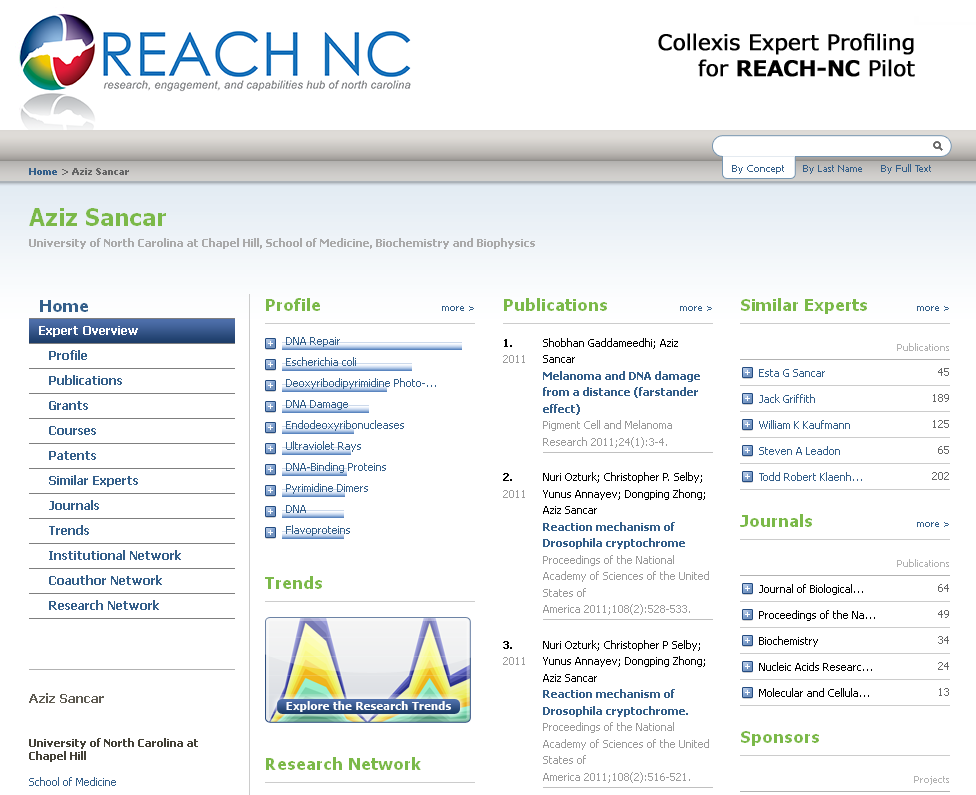 REACH NC
research, engagement, and capabilities hub of north carolina
Collexis Expert Profiling
for REACH-NC Pilot
By Concept
By Last Name
By Full Text
Home > Aziz Sancar
Aziz Sancar
University of North Carolina at Chapel Hill, School of Medicine, Biochemistry and Biophysics
Home
Expert Overview
Profile
Publications
Grants
Courses
Patents
Similar Experts
Journals
Trends
Institutional Network
Coauthor Network
Research Network
Aziz Sancar
University of North Carolina at
Chapel Hill
School of Medicine
Profile
more >
DNA Repair
Escherichia coli
Deoxyribodipyrimidine Photo-...
DNA Damage
Endodeoxyribonucleases
Ultraviolet Rays
DNA-Binding Proteins
Pyrimidine Dimers
DNA
Flavoproteins
Trends
Explore the Research Trends
Research Network
Publications
more >
1.
2011
Shobhan Gaddameedhi; Aziz
Sancar
Melanoma and DNA damage
from a distance (farstander
effect)
Pigment Cell and Melanoma
Research 2011;24(1):3-4.
2.
2011
Nuri Ozturk; Christopher P. Selby;
Yunus Annayev; Dongping Zhong;
Aziz Sancar
Reaction mechanism of
Drosophila cryptochrome
Proceedings of the National
Academy of Sciences of the United
States of
America 2011;108(2):528-533.
3.
2011
Nuri Ozturk; Christopher P Selby;
Yunus Annayev; Dongping Zhong;
Aziz Sancar
Reaction mechanism of
Drosophila cryptochrome.
Proceedings of the National
Academy of Sciences of the United
States of
America 2011;108(2):516-521.
Similar Experts
more >
Publications
Esta G Sancar 45
Jack Griffith 189
William K Kaufmann 125
Steven A Leadon 65
Todd Robert Klaenh... 202
Journals
more >
Publications
Journal of Biological... 64
Proceedings of the Na... 49
Biochemistry 34
Nucleic Acids Researc... 24
Molecular and Cellula... 13
Sponsors
Projects